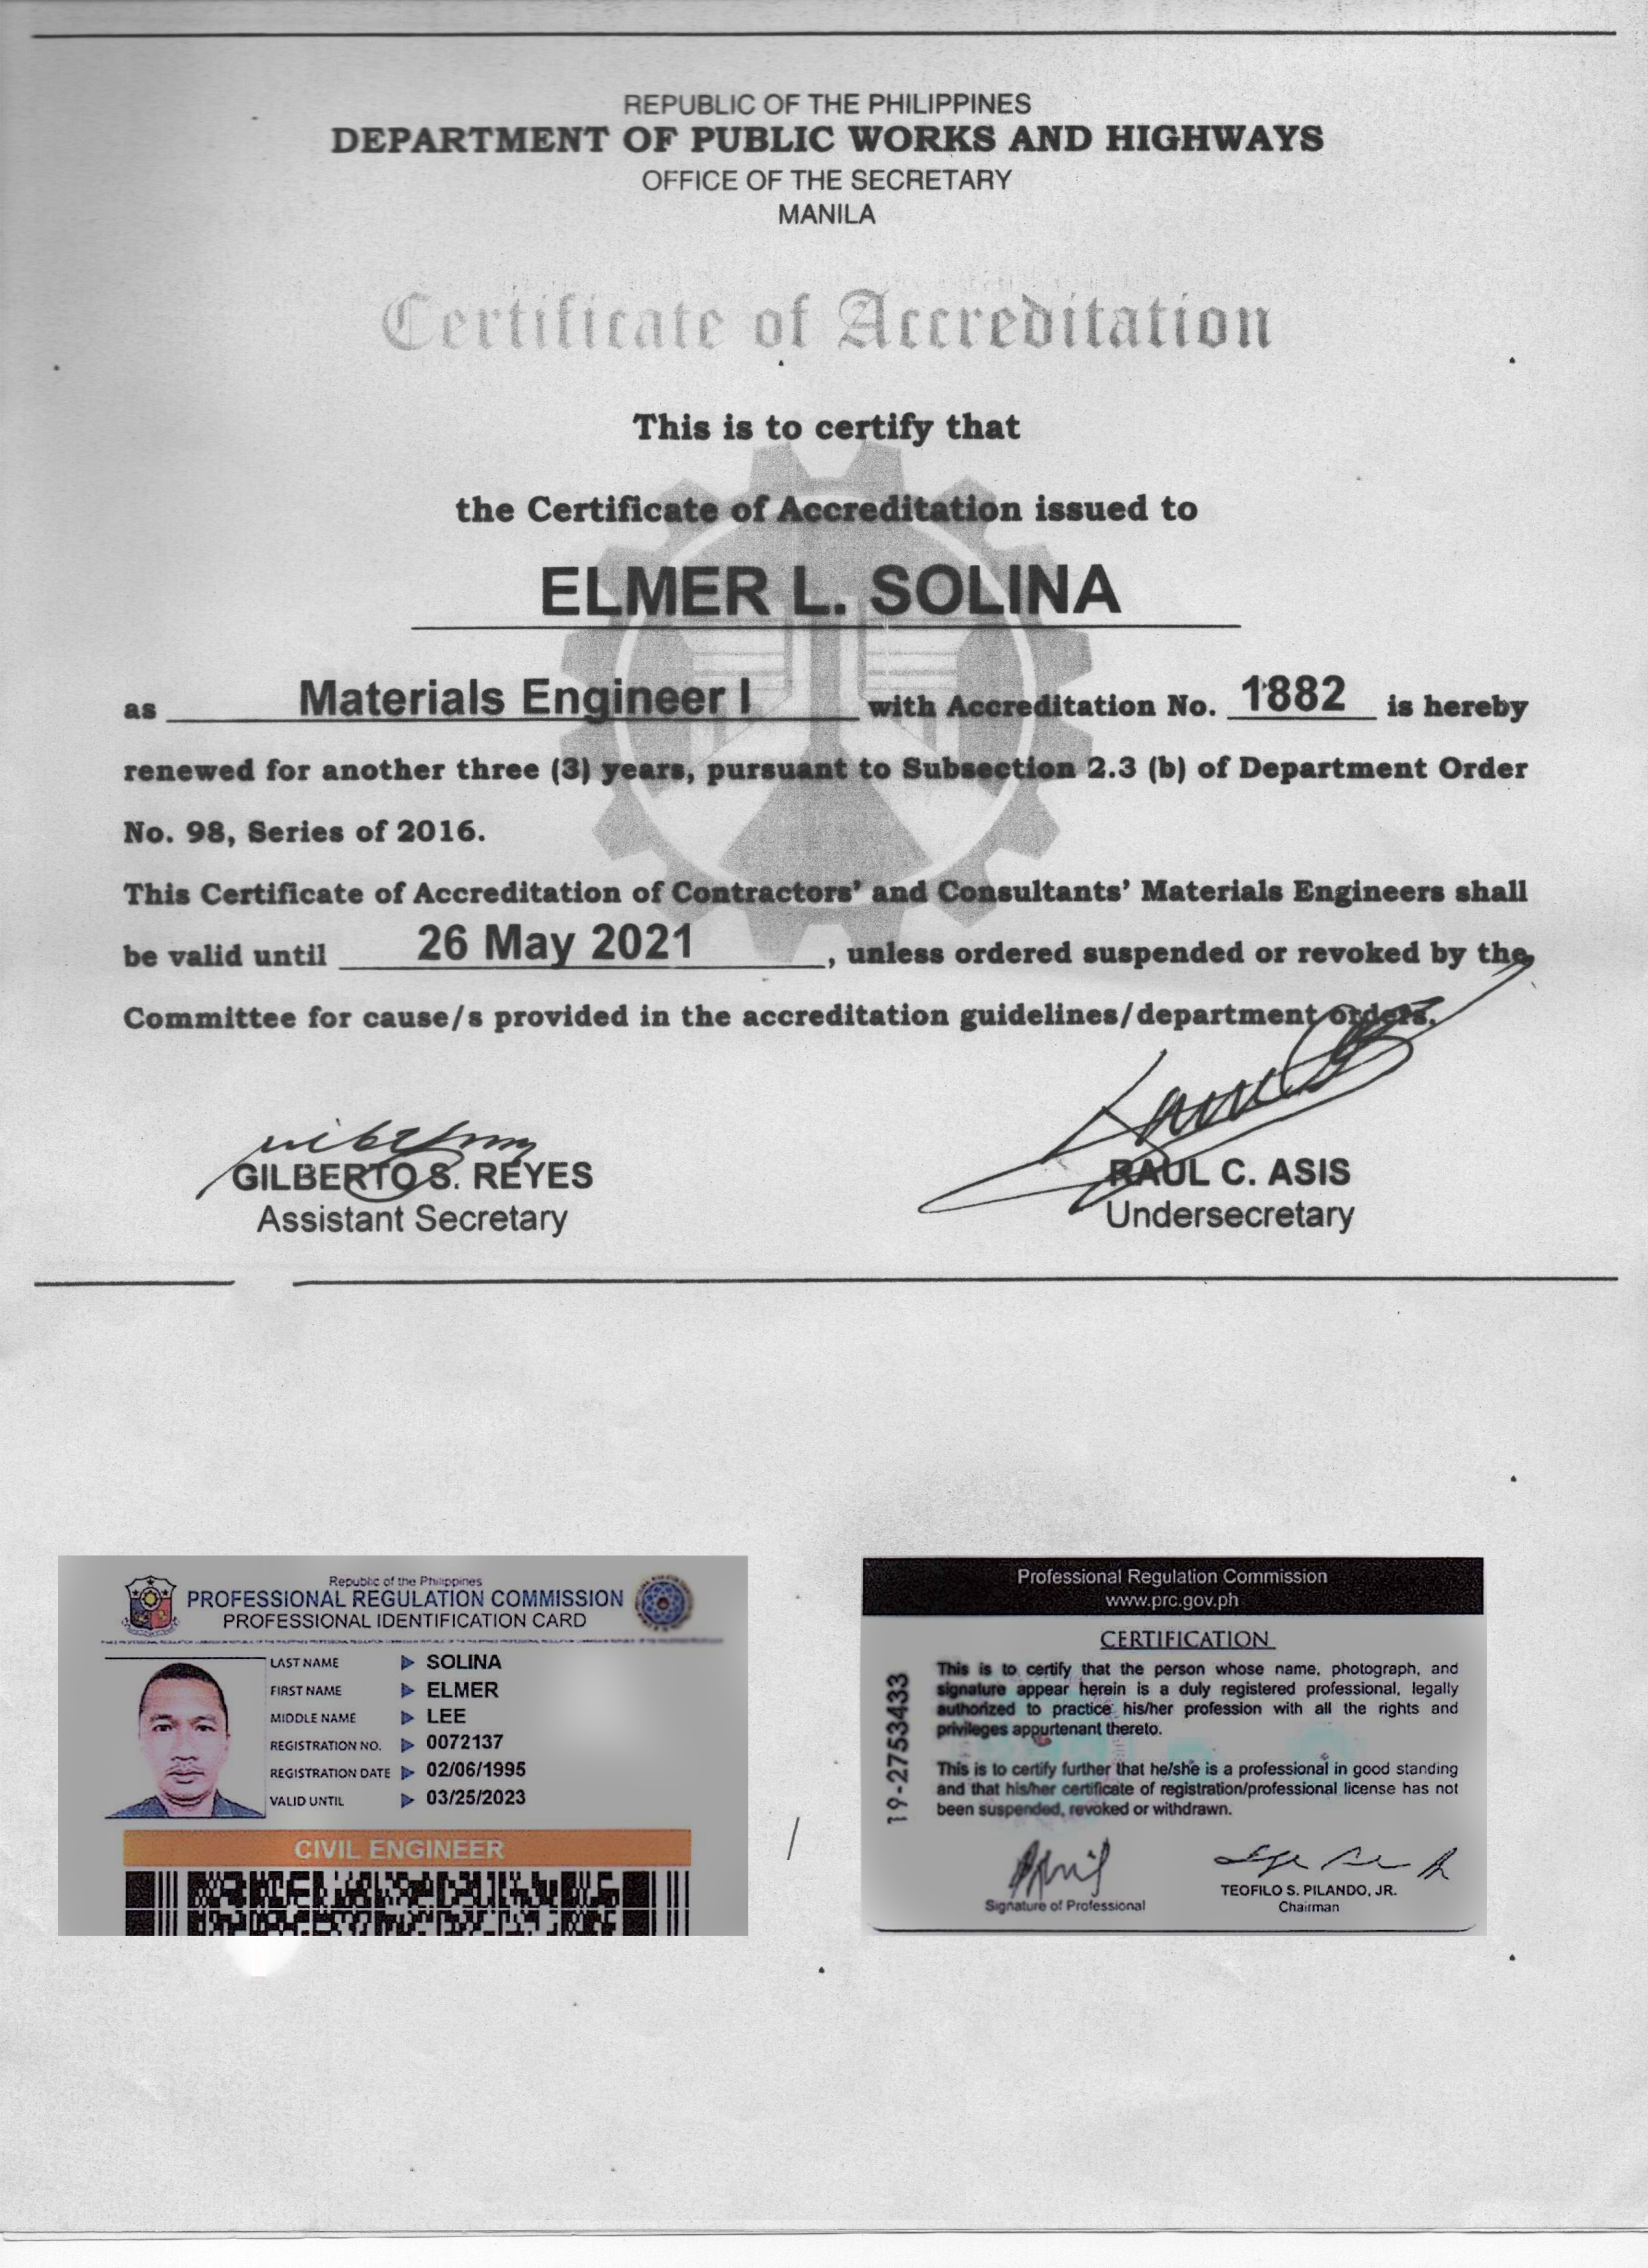 REPUBLIC OF THE PHILIPPINES
DEPARTMENT OF PUBLIC WORKS AND HIGHWAYS
OFFICE OF THE SECRETARY
MANILA
Certificate of Accreditation
This is to certify that
the Certificate of Accreditation issued to
ELMER L. SOLINA
as Materials Engineer I with Accreditation No. 1882 is hereby
renewed for another three (3) years, pursuant to Subsection 2.3 (b) of Department Order
No. 98, Series of 2016.
This Certificate of Accreditation of Contractors' and Consultants' Materials Engineers shall
be valid until 26 May 2021, unless ordered suspended or revoked by the
Committee for cause/s provided in the accreditation guidelines/department orders.
GILBERTO S. REYES
Assistant Secretary
RAUL C. ASIS
Undersecretary
Republic of the Philippines
PROFESSIONAL REGULATION COMMISSION
PROFESSIONAL IDENTIFICATION CARD
LAST NAME SOLINA
FIRST NAME ELMER
MIDDLE NAME LEE
REGISTRATION NO. 0072137
REGISTRATION DATE 02/06/1995
VALID UNTIL 03/25/2023
CIVIL ENGINEER
Professional Regulation Commission
www.prc.gov.ph
CERTIFICATION
This is to certify that the person whose name, photograph, and
signature appear herein is a duly registered professional, legally
authorized to practice his/her profession with all the rights and
privileges appurtenant thereto.
This is to certify further that he/she is a professional in good standing
and that his/her certificate of registration/professional license has not
been suspended, revoked or withdrawn.
19-2753433
Signature of Professional
TEOFILO S. PILANDO, JR.
Chairman